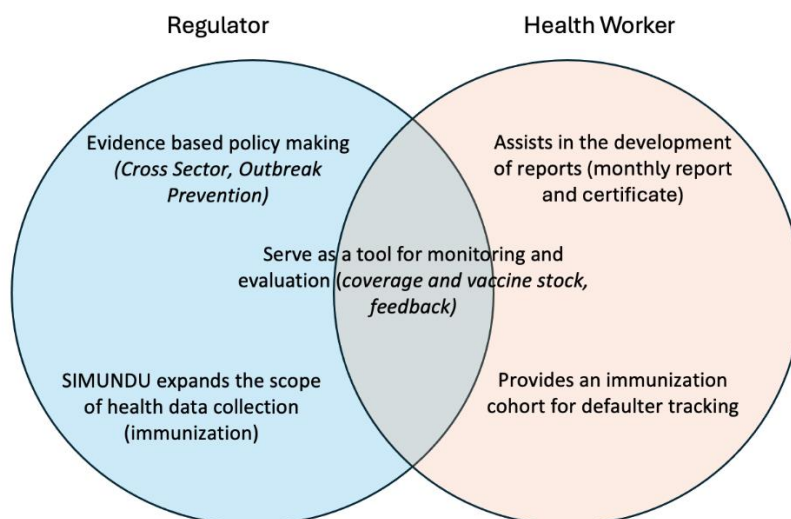 Regulator
Health Worker
Evidence based policy making
(Cross Sector, Outbreak
Prevention)
Assists in the development
of reports (monthly report
and certificate)
Serve as a tool for monitoring and
evaluation (coverage and vaccine stock,
feedback)
SIMUNDU expands the scope
of health data collection
(immunization)
Provides an immunization
cohort for defaulter tracking